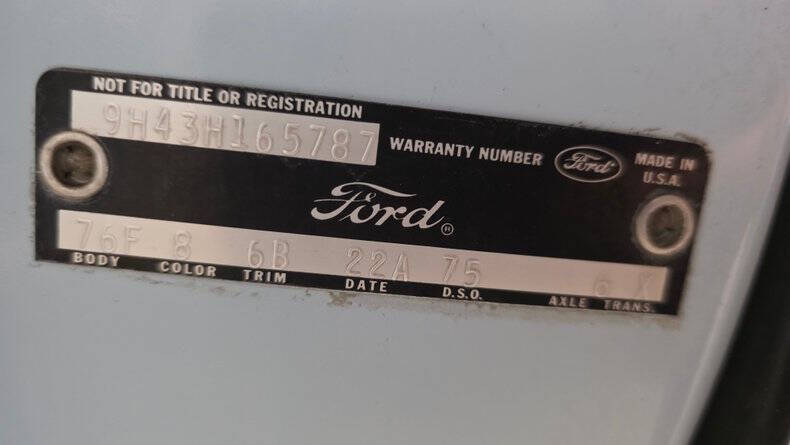 NOT FOR TITLE OR REGISTRATION
9H43H165787 WARRANTY NUMBER Ford MADE IN U.S.A.
Ford®
76F 8 6B 22A 75 6 X
BODY COLOR TRIM DATE D.S.O. AXLE TRANS.